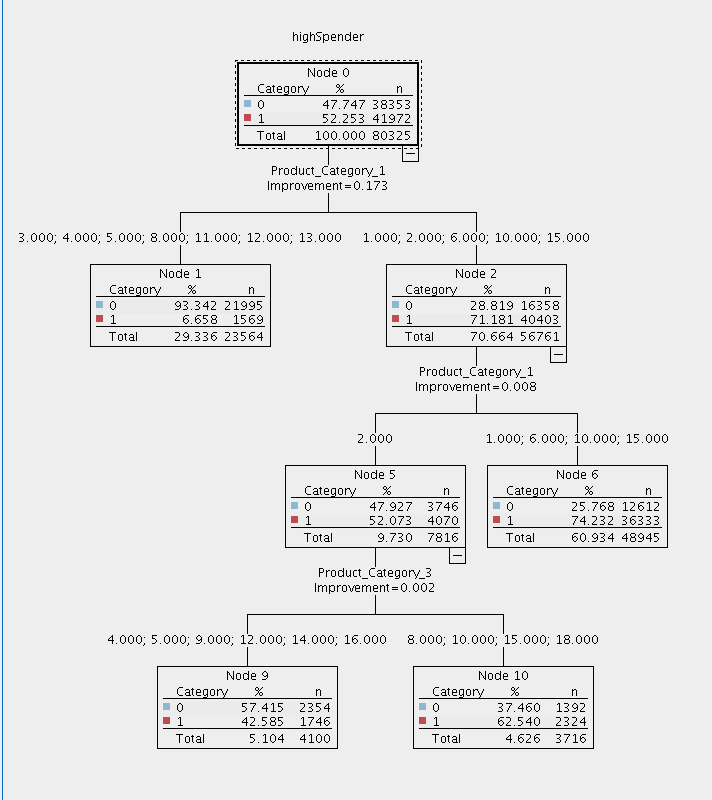 highSpender
Node 0
Category % n
0 47.747 38353
1 52.253 41972
Total 100.000 80325
Product_Category_1
Improvement=0.173
3.000; 4.000; 5.000; 8.000; 11.000; 12.000; 13.000
1.000; 2.000; 6.000; 10.000; 15.000
Node 1
Category % n
0 93.342 21995
1 6.658 1569
Total 29.336 23564
Node 2
Category % n
0 28.819 16358
1 71.181 40403
Total 70.664 56761
Product_Category_1
Improvement=0.008
2.000
1.000; 6.000; 10.000; 15.000
Node 5
Category % n
0 47.927 3746
1 52.073 4070
Total 9.730 7816
Node 6
Category % n
0 25.768 12612
1 74.232 36333
Total 60.934 48945
Product_Category_3
Improvement=0.002
4.000; 5.000; 9.000; 12.000; 14.000; 16.000
8.000; 10.000; 15.000; 18.000
Node 9
Category % n
0 57.415 2354
1 42.585 1746
Total 5.104 4100
Node 10
Category % n
0 37.460 1392
1 62.540 2324
Total 4.626 3716